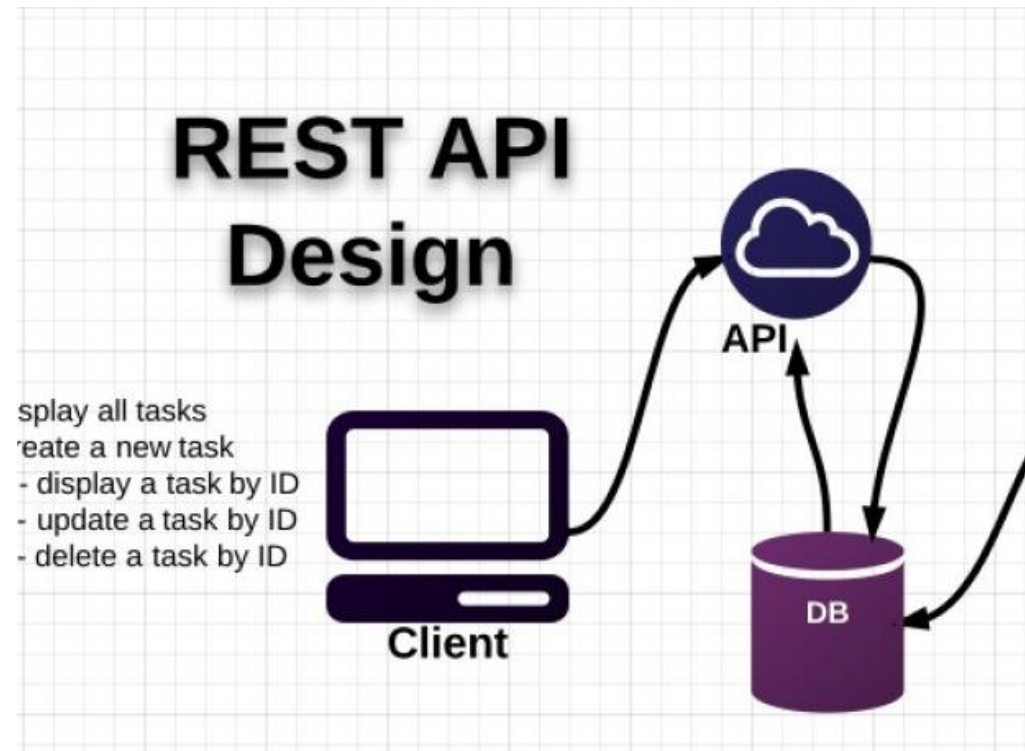 REST API
Design
API
splay all tasks
reate a new task
- display a task by ID
- update a task by ID
- delete a task by ID
Client
DB